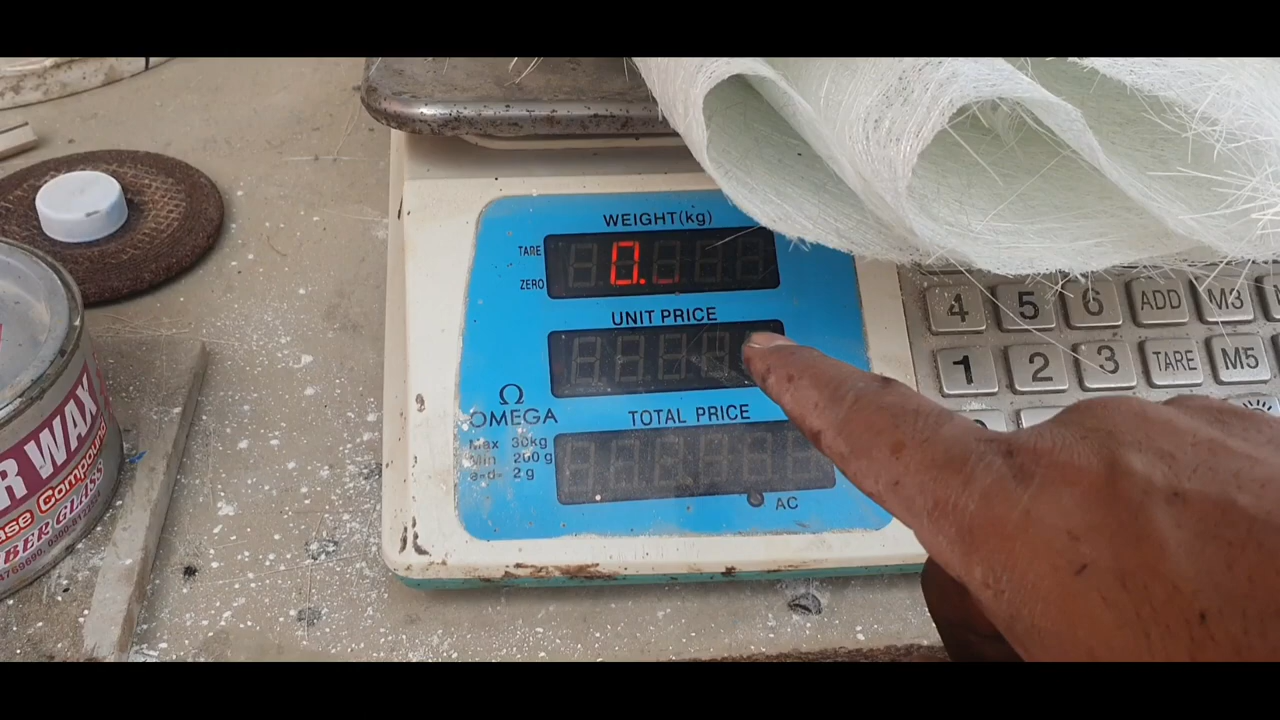 WEIGHT(kg)
TARE
0.
ZERO
UNIT PRICE
Ω
OMEGA
TOTAL PRICE
Max 30kg
Min 200g
e=d= 2g
AC
4 5 6 ADD M3
1 2 3 TARE M5
R WAX
ase Compound
BER GLASS